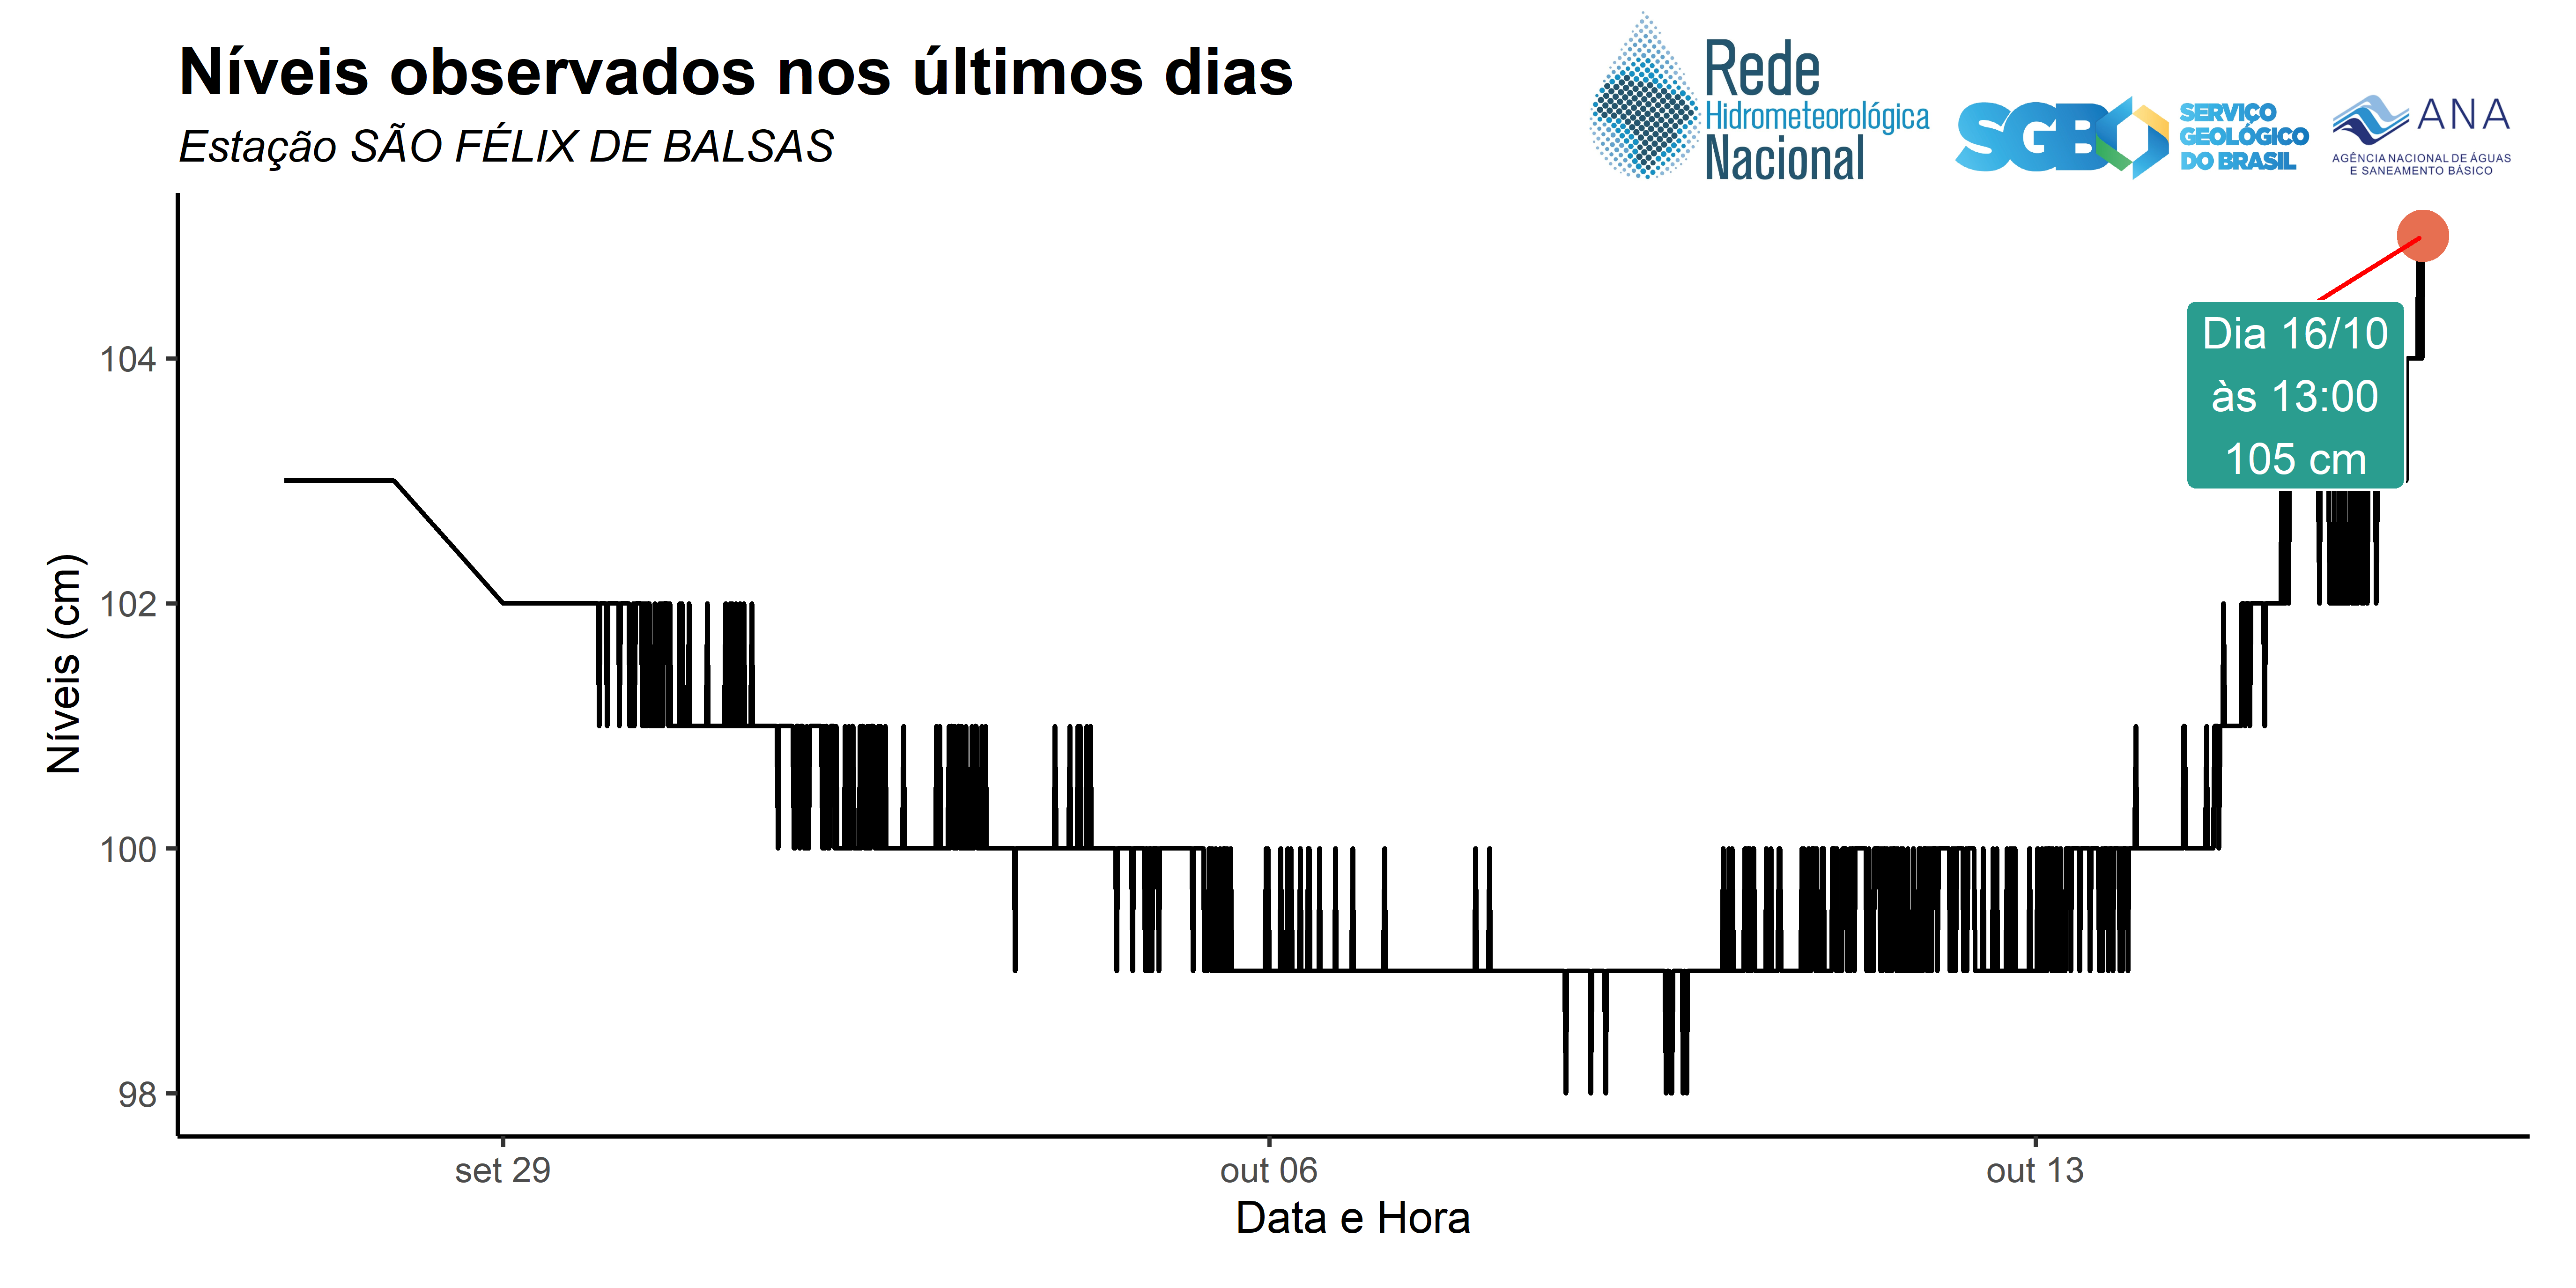 Níveis observados nos últimos dias
Estação SÃO FÉLIX DE BALSAS
Rede
Hidrometeorológica
Nacional
SGB
SERVIÇO
GEOLÓGICO
DO BRASIL
ANA
AGÊNCIA NACIONAL DE ÁGUAS
E SANEAMENTO BÁSICO
Níveis (cm)
104
102
100
98
Dia 16/10
às 13:00
105 cm
set 29
out 06
out 13
Data e Hora